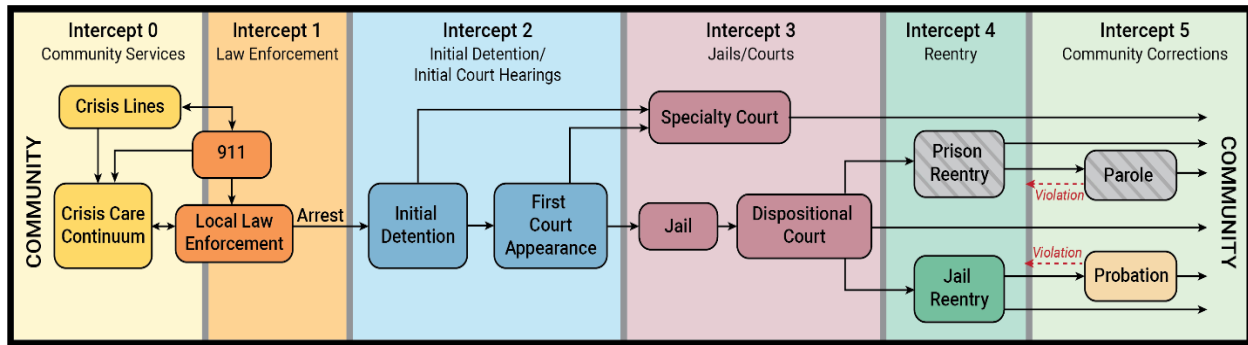 Intercept 0
Community Services
Intercept 1
Law Enforcement
Intercept 2
Initial Detention/
Initial Court Hearings
Intercept 3
Jails/Courts
Intercept 4
Reentry
Intercept 5
Community Corrections
COMMUNITY
Crisis Lines
911
Crisis Care
Continuum
Local Law
Enforcement
Arrest
Initial
Detention
First
Court
Appearance
Specialty Court
Jail
Dispositional
Court
Prison
Reentry
Violation
Parole
Jail
Reentry
Violation
Probation
COMMUNITY